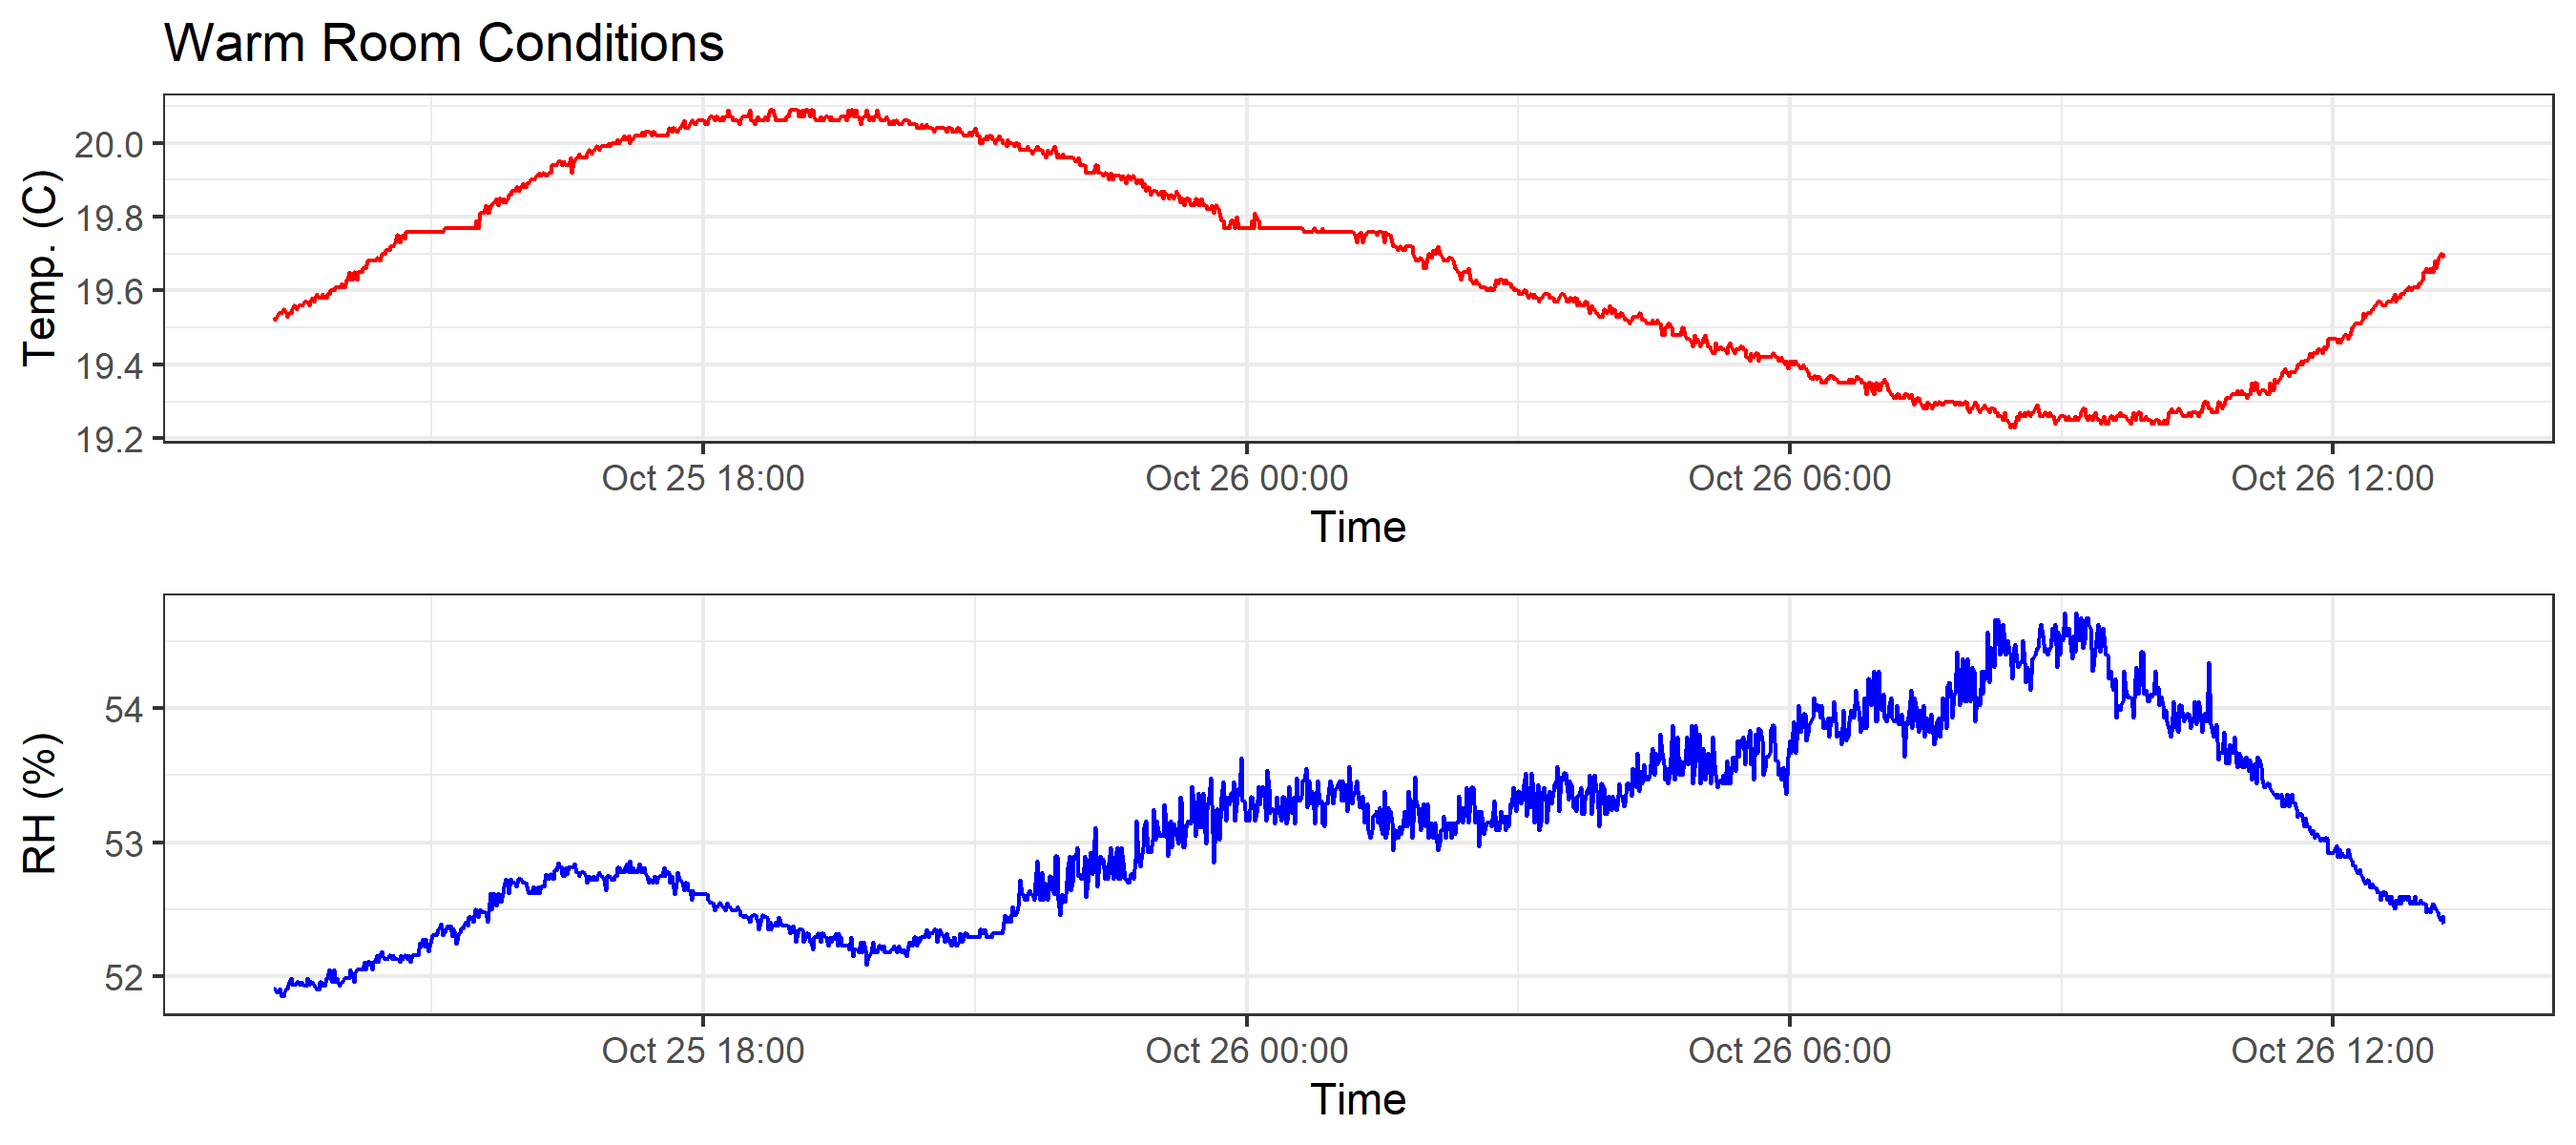 Warm Room Conditions
Temp. (C)
20.0
19.8
19.6
19.4
19.2
Oct 25 18:00 Oct 26 00:00 Oct 26 06:00 Oct 26 12:00
Time
RH (%)
54
53
52
Oct 25 18:00 Oct 26 00:00 Oct 26 06:00 Oct 26 12:00
Time